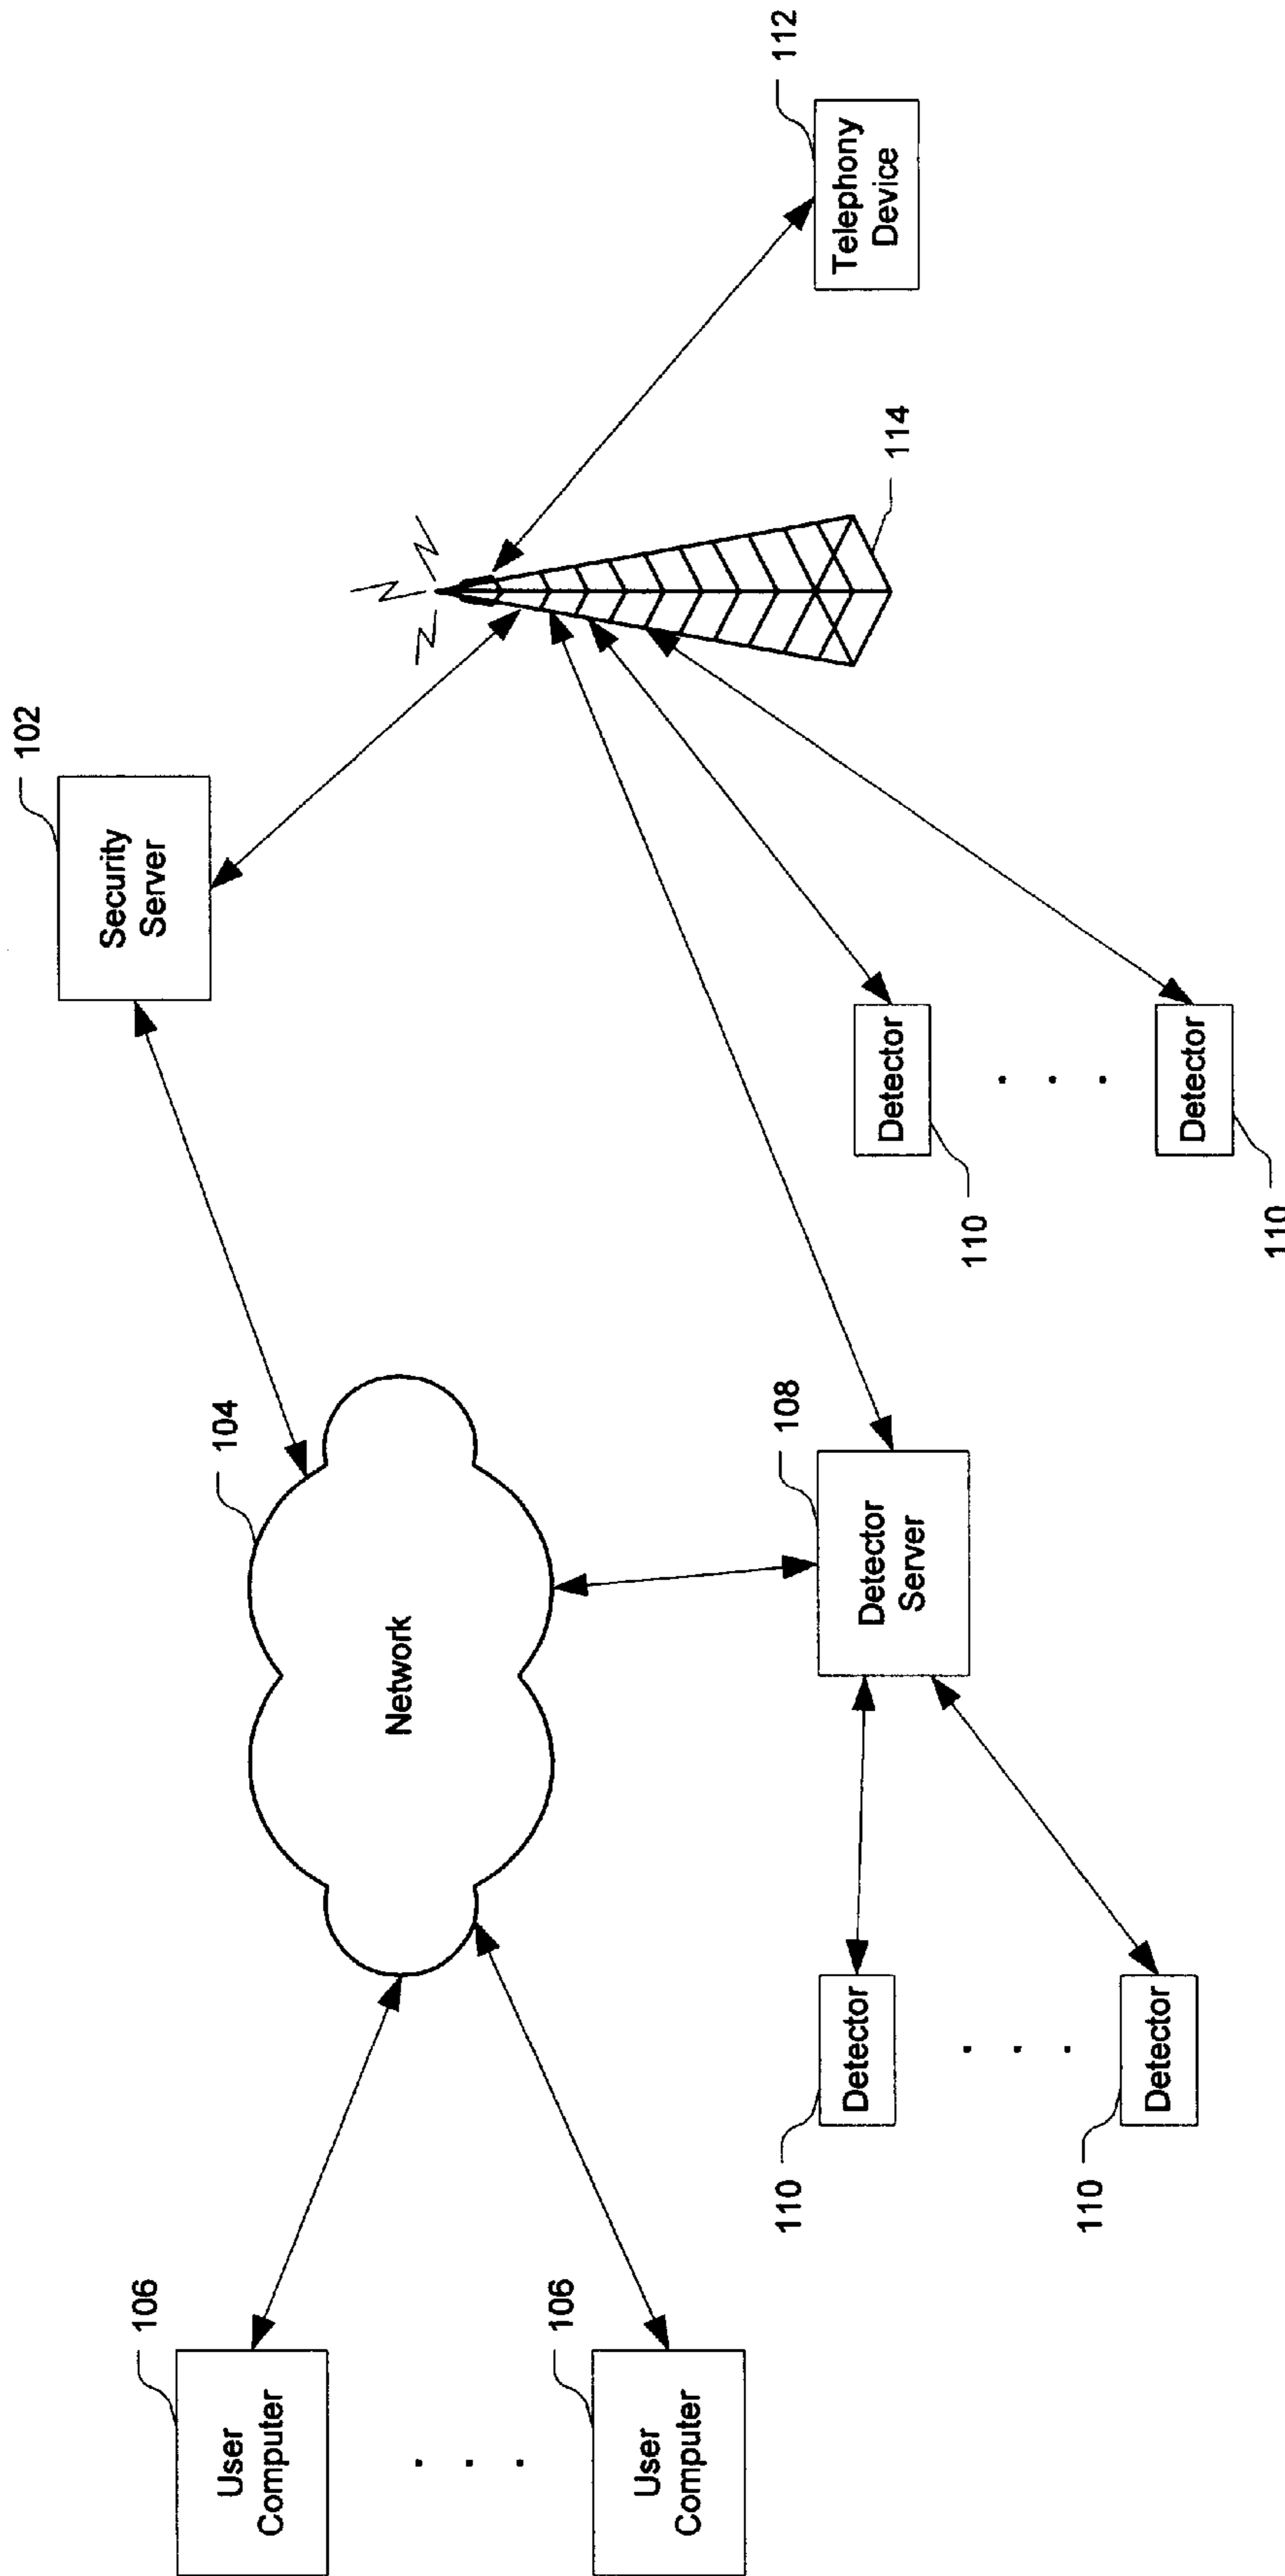 102
Security
Server
106
User
Computer
104
Network
106
User
Computer
112
Telephony
Device
114
108
Detector
Server
Detector
110
Detector
110
110
Detector
110
Detector